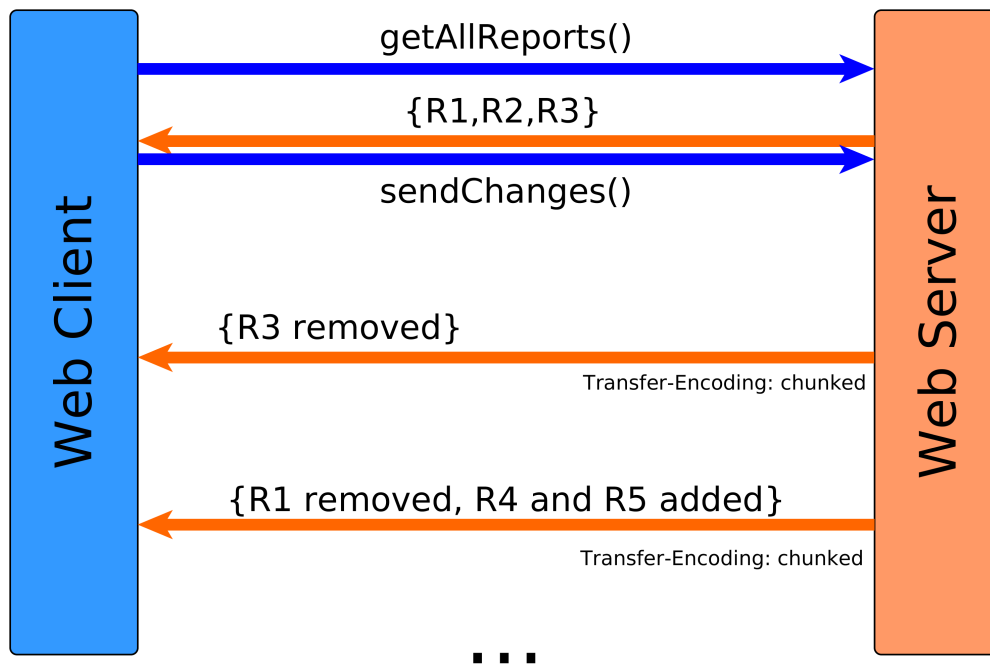 getAllReports()
{R1,R2,R3}
sendChanges()
Web Client
Web Server
{R3 removed}
Transfer-Encoding: chunked
{R1 removed, R4 and R5 added}
Transfer-Encoding: chunked
...